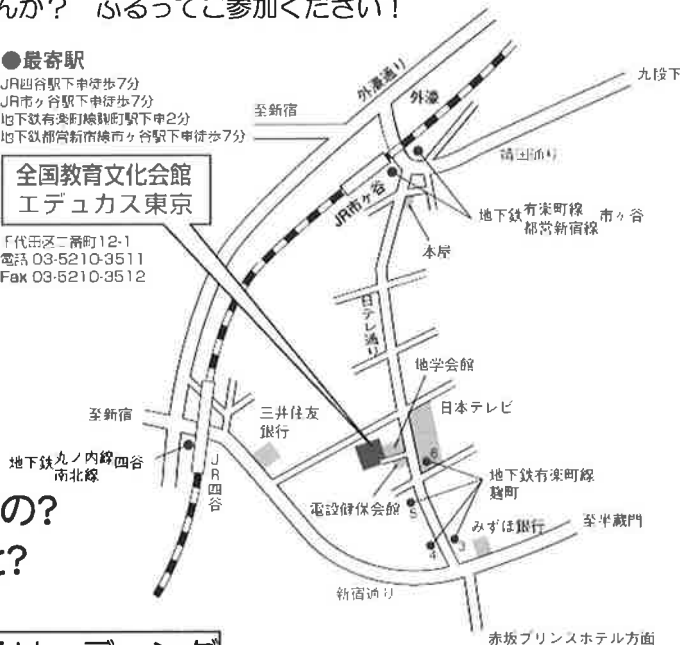 んか？ ふるってご参加ください！
●最寄駅
JR四谷駅下車徒歩7分
JR市ヶ谷駅下車徒歩7分
地下鉄有楽町線麹町駅下車2分
地下鉄都営新宿線市ヶ谷駅下車徒歩7分
全国教育文化会館
エデュカス東京
千代田区二番町12-1
電話 03-5210-3511
Fax 03-5210-3512
至新宿
外濠通り
外濠
九段下
靖国通り
JR市ヶ谷
地下鉄有楽町線
都営新宿線
市ヶ谷
本屋
日テレ通り
地学会館
日本テレビ
至新宿
三井住友
銀行
地下鉄丸ノ内線
南北線
四谷
JR四谷
6
地下鉄有楽町線
麹町
電設健保会館
5
みずほ銀行
至半蔵門
4
3
新宿通り
の?
赤坂プリンスホテル方面